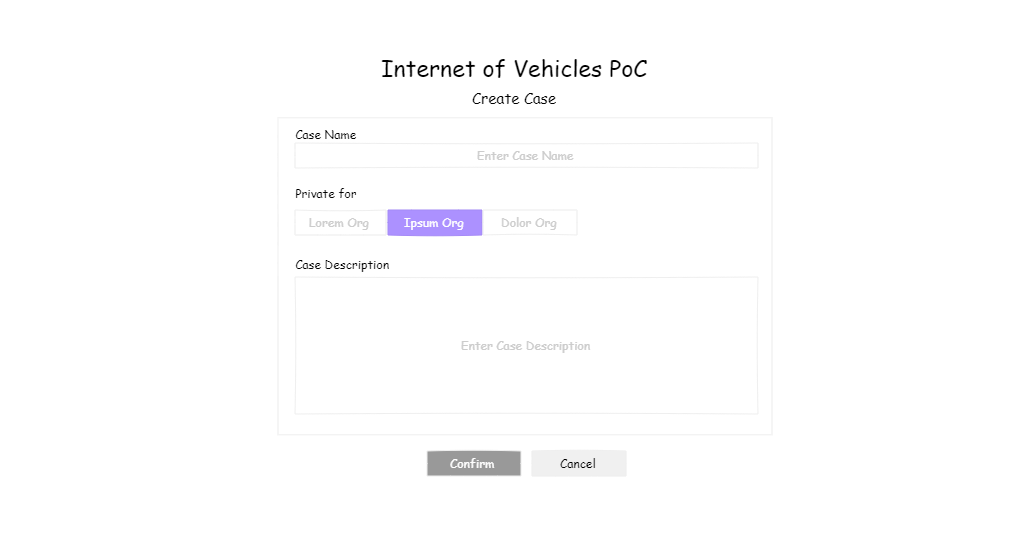 Internet of Vehicles PoC
Create Case
Case Name
Enter Case Name
Private for
Lorem Org Ipsum Org Dolor Org
Case Description
Enter Case Description
Confirm Cancel